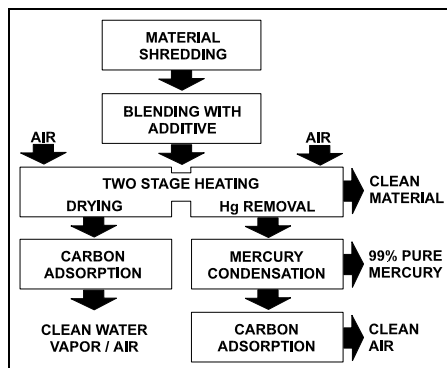 MATERIAL
SHREDDING
BLENDING WITH
ADDITIVE
AIR
AIR
TWO STAGE HEATING
DRYING
Hg REMOVAL
CLEAN
MATERIAL
CARBON
ADSORPTION
MERCURY
CONDENSATION
99% PURE
MERCURY
CLEAN WATER
VAPOR / AIR
CARBON
ADSORPTION
CLEAN
AIR